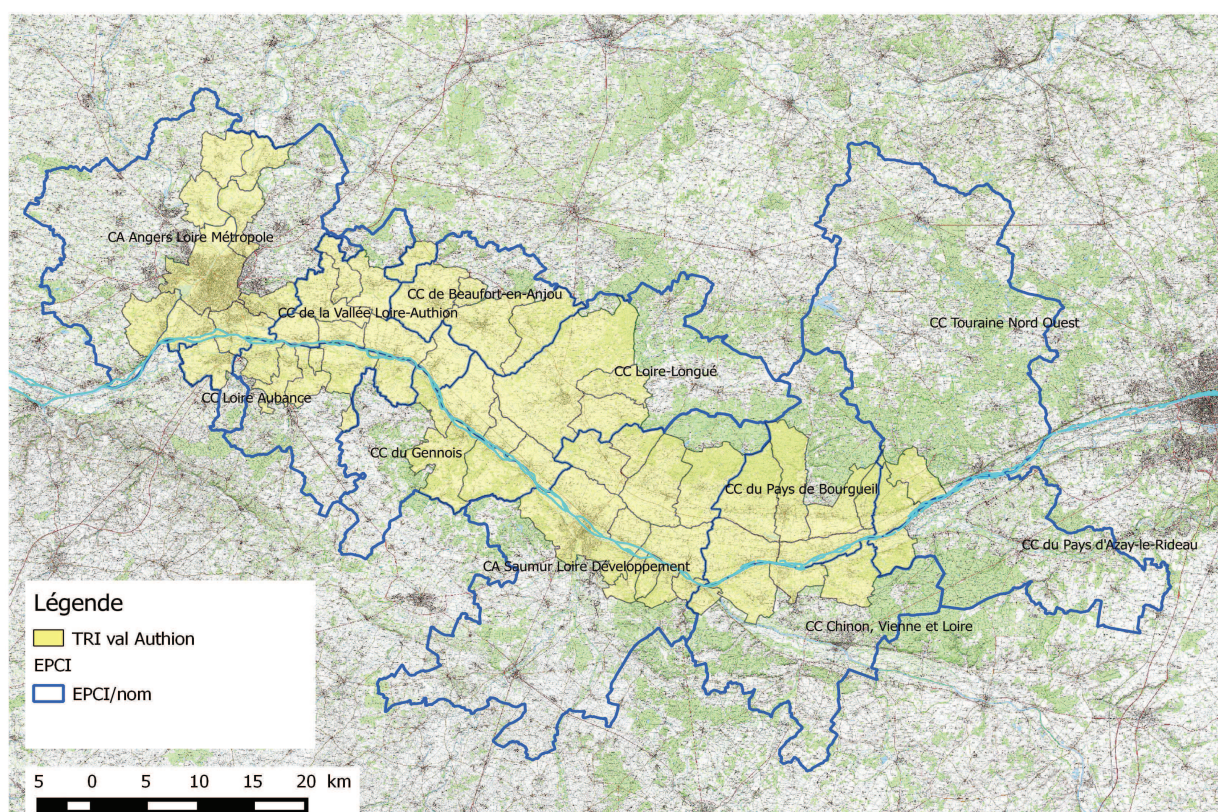 CA Angers Loire Métropole
CC de Beaufort-en-Anjou
CC de la Vallée Loire-Authion
CC Touraine Nord Ouest
CC Loire-Longué
CC Loire Aubance
CC du Gennois
CC du Pays de Bourgueil
CC du Pays d'Azay-le-Rideau
CA Saumur Loire Développement
CC Chinon, Vienne et Loire
Légende
TRI val Authion
EPCI
EPCI/nom
5 0 5 10 15 20 km